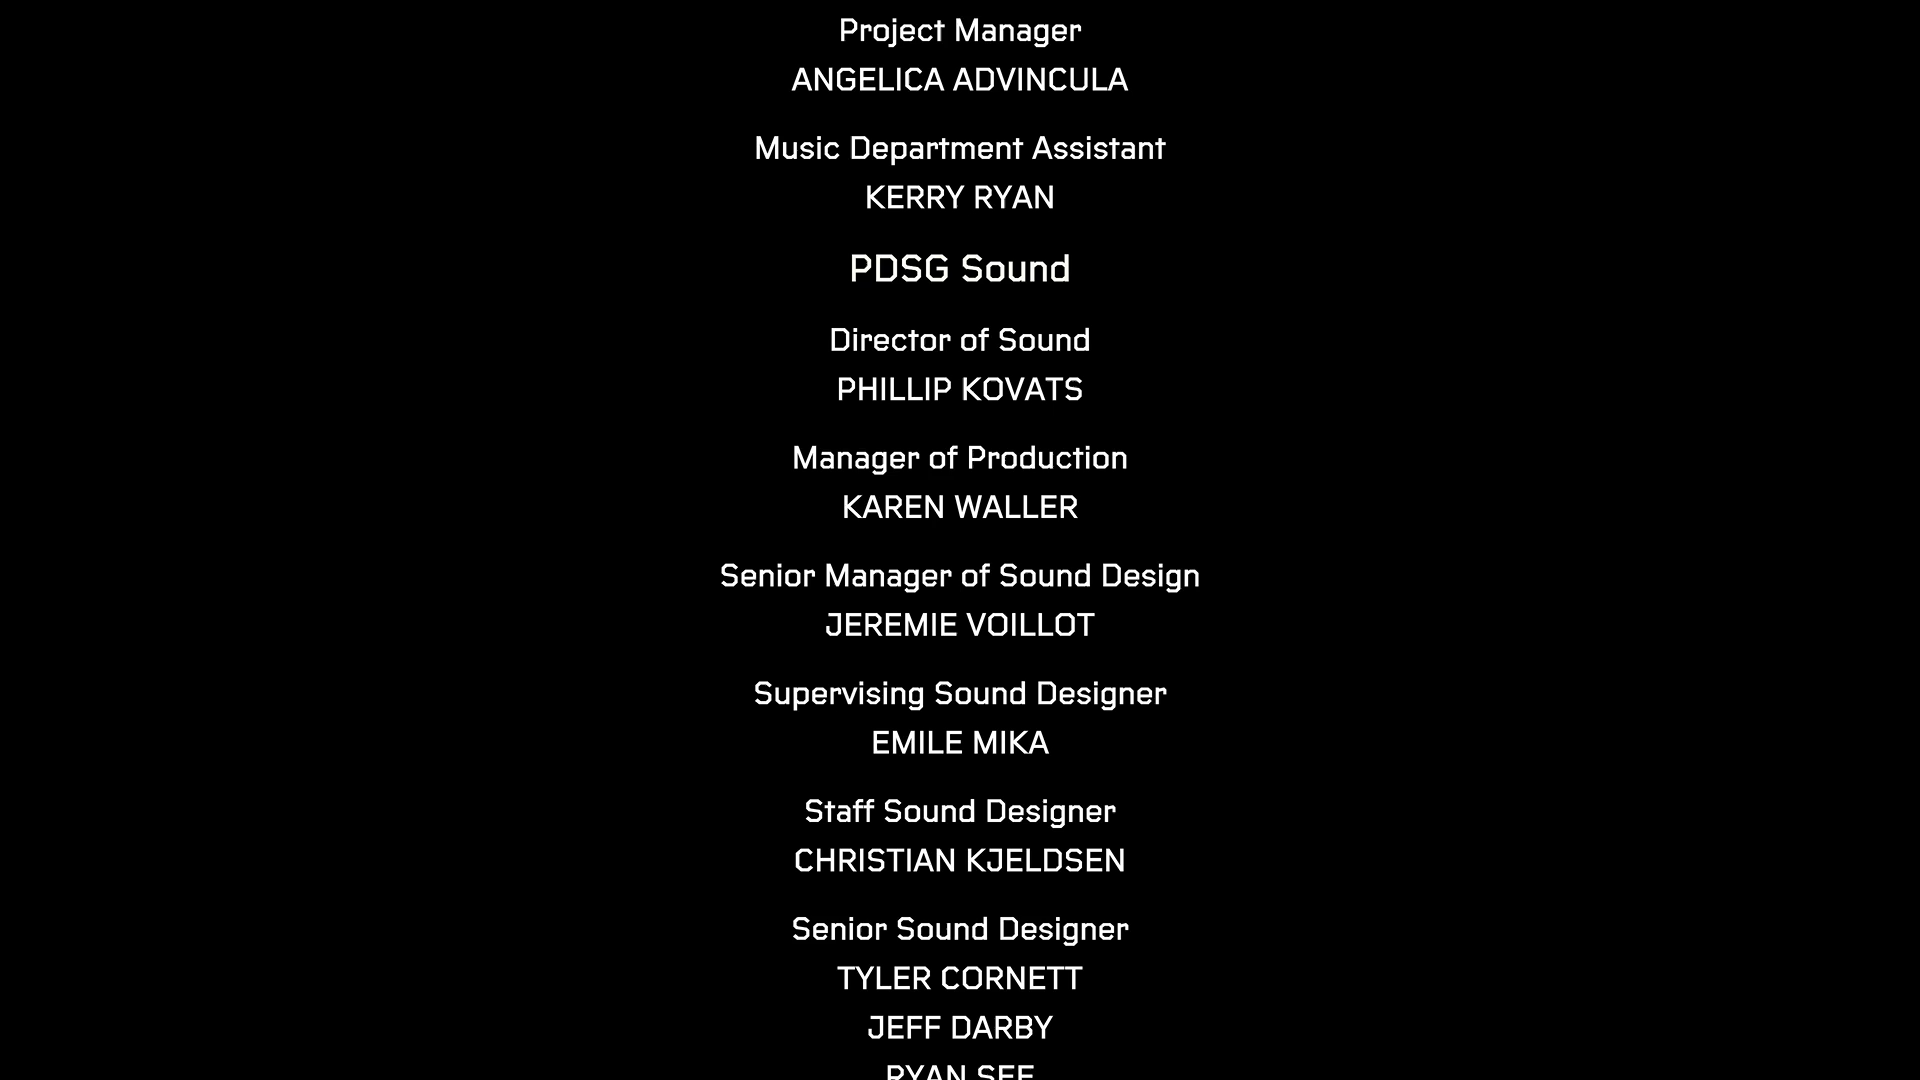 Project Manager
ANGELICA ADVINCULA
Music Department Assistant
KERRY RYAN
PDSG Sound
Director of Sound
PHILLIP KOVATS
Manager of Production
KAREN WALLER
Senior Manager of Sound Design
JEREMIE VOILLOT
Supervising Sound Designer
EMILE MIKA
Staff Sound Designer
CHRISTIAN KJELDSEN
Senior Sound Designer
TYLER CORNETT
JEFF DARBY
RYAN SEE